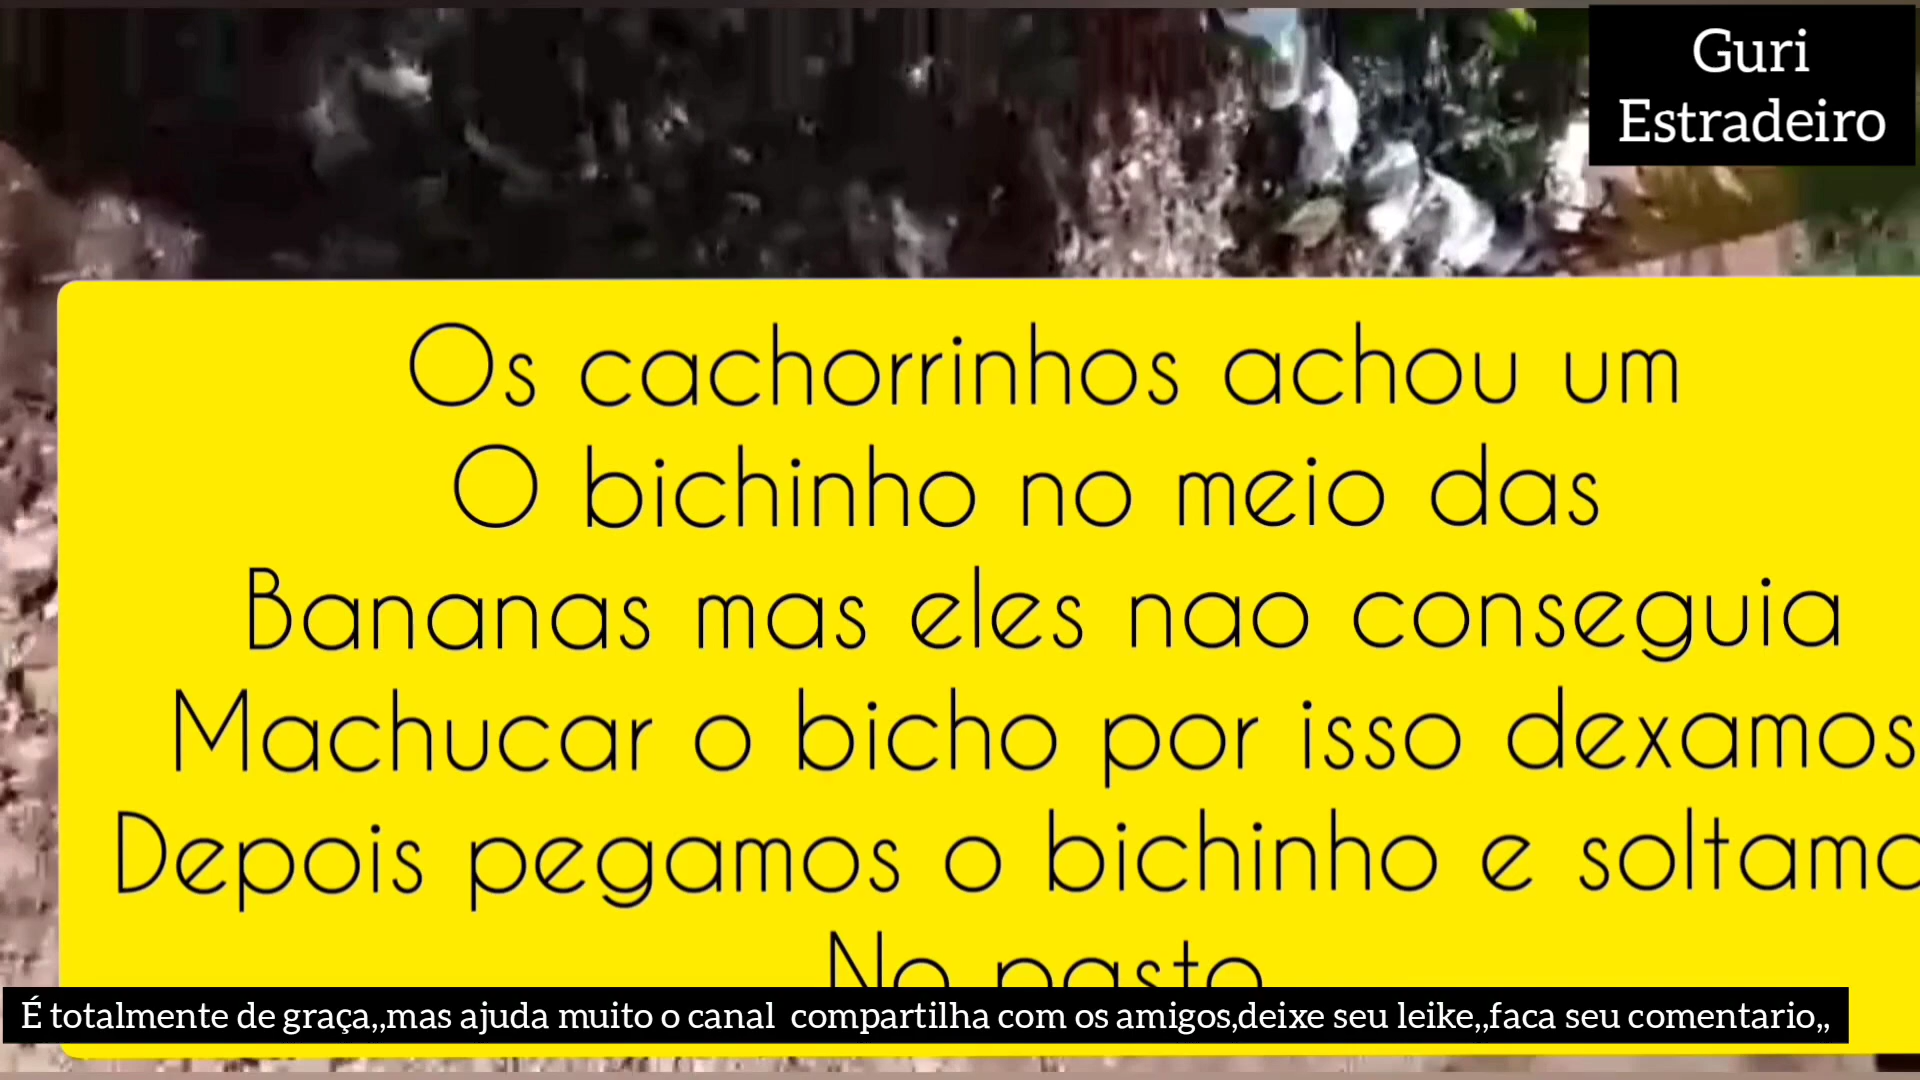 Guri
Estradeiro
Os cachorrinhos achou um
O bichinho no meio das
Bananas mas eles nao conseguia
Machucar o bicho por isso dexamos
Depois pegamos o bichinho e soltamo
No pasto
É totalmente de graça,,mas ajuda muito o canal compartilha com os amigos,deixe seu leike,,faca seu comentario,,